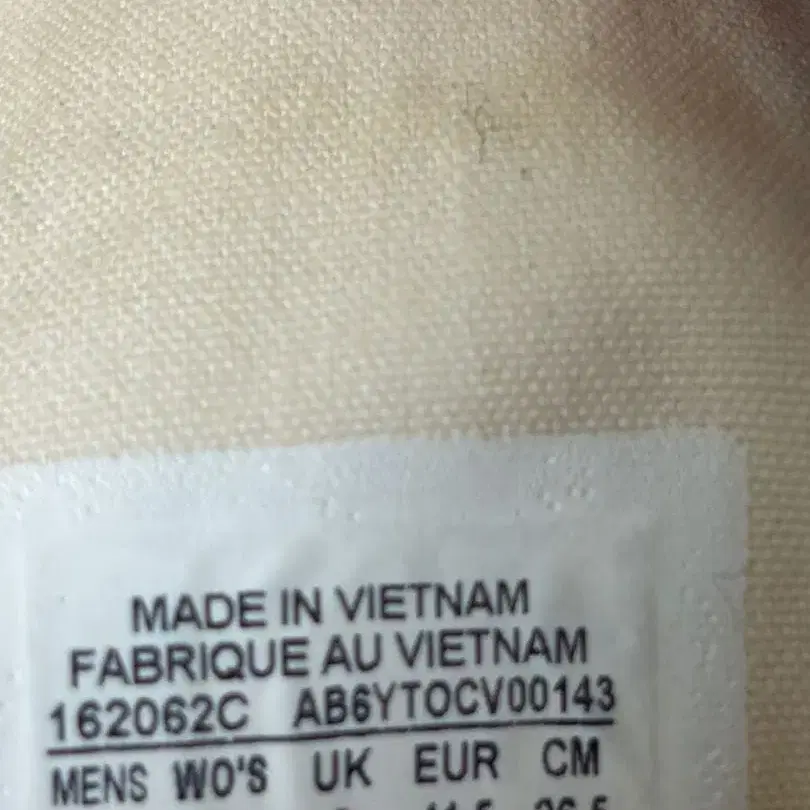 MADE IN VIETNAM
FABRIQUE AU VIETNAM
162062C AB6YTOCV00143
MENS WO'S UK EUR CM